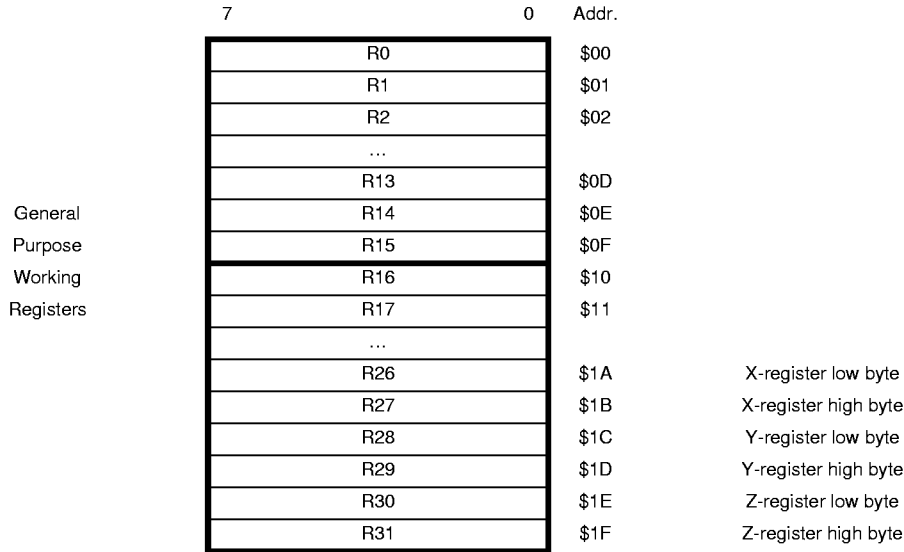 7 0 Addr.
R0 $00
R1 $01
R2 $02
...
R13 $0D
General R14 $0E
Purpose R15 $0F
Working R16 $10
Registers R17 $11
...
R26 $1A X-register low byte
R27 $1B X-register high byte
R28 $1C Y-register low byte
R29 $1D Y-register high byte
R30 $1E Z-register low byte
R31 $1F Z-register high byte